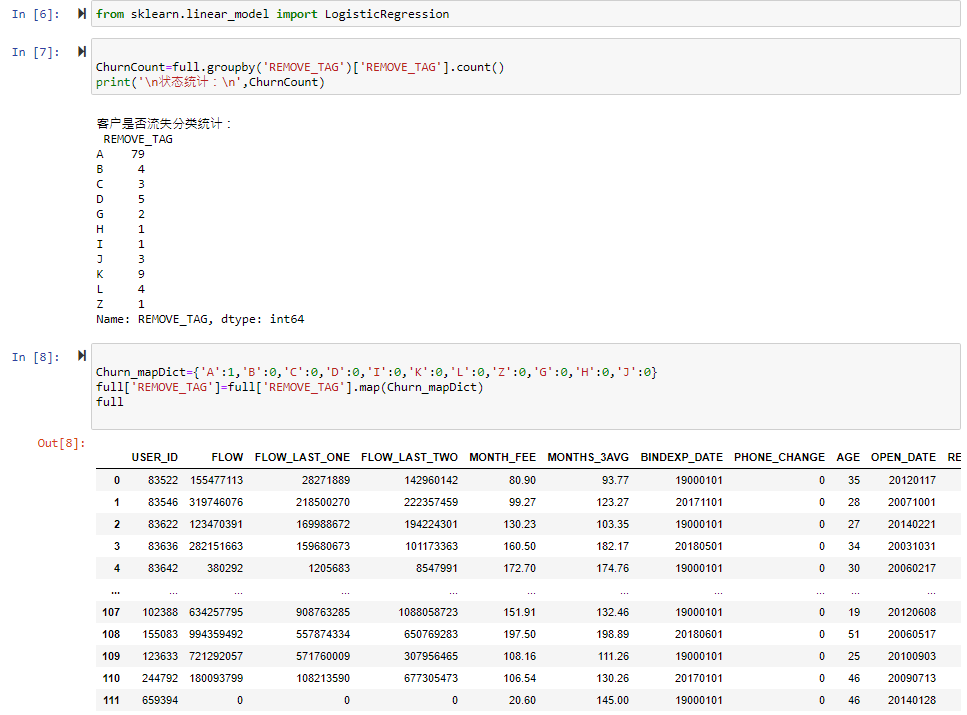 In [6]: from sklearn.linear_model import LogisticRegression
In [7]:
ChurnCount=full.groupby('REMOVE_TAG')['REMOVE_TAG'].count()
print('\n状态统计：\n',ChurnCount)
客户是否流失分类统计：
REMOVE_TAG
A 79
B 4
C 3
D 5
G 2
H 1
I 1
J 3
K 9
L 4
Z 1
Name: REMOVE_TAG, dtype: int64
In [8]:
Churn_mapDict={'A':1,'B':0,'C':0,'D':0,'I':0,'K':0,'L':0,'Z':0,'G':0,'H':0,'J':0}
full['REMOVE_TAG']=full['REMOVE_TAG'].map(Churn_mapDict)
full
Out[8]:
USER_ID FLOW FLOW_LAST_ONE FLOW_LAST_TWO MONTH_FEE MONTHS_3AVG BINDEXP_DATE PHONE_CHANGE AGE OPEN_DATE RE
0 83522 155477113 28271889 142960142 80.90 93.77 19000101 0 35 20120117
1 83546 319746076 218500270 222357459 99.27 123.27 20171101 0 28 20071001
2 83622 123470391 169988672 194224301 130.23 103.35 19000101 0 27 20140221
3 83636 282151663 159680673 101173363 160.50 182.17 20180501 0 34 20031031
4 83642 380292 1205683 8547991 172.70 174.76 19000101 0 30 20060217
... ... ... ... ... ... ... ... ... ... ...
107 102388 634257795 908763285 1088058723 151.91 132.46 19000101 0 19 20120608
108 155083 994359492 557874334 650769283 197.50 198.89 20180601 0 51 20060517
109 123633 721292057 571760009 307956465 108.16 111.26 19000101 0 25 20100903
110 244792 180093799 108213590 677305473 106.54 130.26 20170101 0 46 20090713
111 659394 0 0 0 20.60 145.00 19000101 0 46 20140128